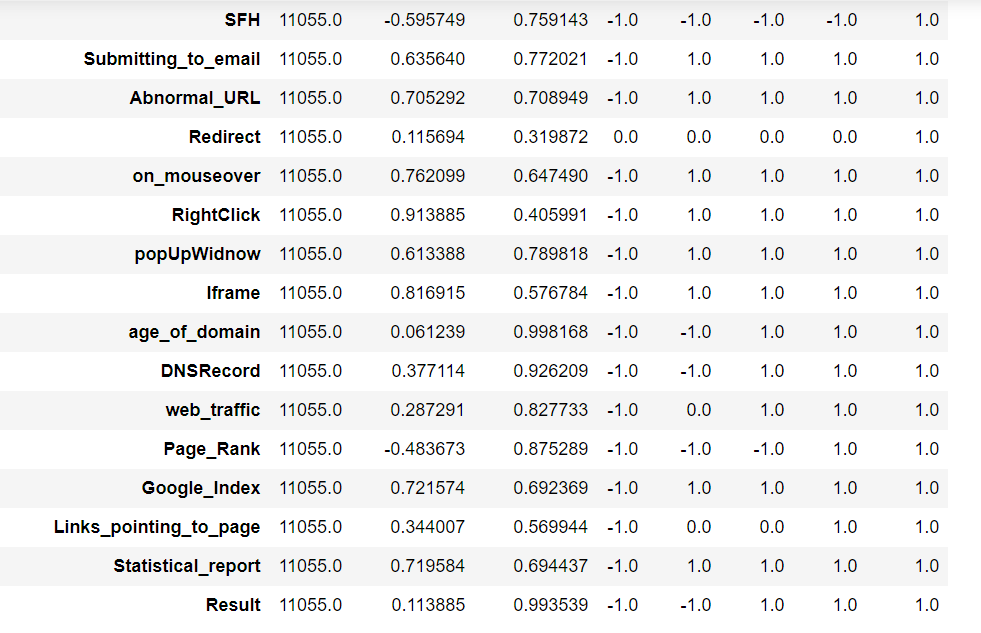 SFH 11055.0 -0.595749 0.759143 -1.0 -1.0 -1.0 -1.0 1.0
Submitting_to_email 11055.0 0.635640 0.772021 -1.0 1.0 1.0 1.0 1.0
Abnormal_URL 11055.0 0.705292 0.708949 -1.0 1.0 1.0 1.0 1.0
Redirect 11055.0 0.115694 0.319872 0.0 0.0 0.0 0.0 1.0
on_mouseover 11055.0 0.762099 0.647490 -1.0 1.0 1.0 1.0 1.0
RightClick 11055.0 0.913885 0.405991 -1.0 1.0 1.0 1.0 1.0
popUpWidnow 11055.0 0.613388 0.789818 -1.0 1.0 1.0 1.0 1.0
Iframe 11055.0 0.816915 0.576784 -1.0 1.0 1.0 1.0 1.0
age_of_domain 11055.0 0.061239 0.998168 -1.0 -1.0 1.0 1.0 1.0
DNSRecord 11055.0 0.377114 0.926209 -1.0 -1.0 1.0 1.0 1.0
web_traffic 11055.0 0.287291 0.827733 -1.0 0.0 1.0 1.0 1.0
Page_Rank 11055.0 -0.483673 0.875289 -1.0 -1.0 -1.0 1.0 1.0
Google_Index 11055.0 0.721574 0.692369 -1.0 1.0 1.0 1.0 1.0
Links_pointing_to_page 11055.0 0.344007 0.569944 -1.0 0.0 0.0 1.0 1.0
Statistical_report 11055.0 0.719584 0.694437 -1.0 1.0 1.0 1.0 1.0
Result 11055.0 0.113885 0.993539 -1.0 -1.0 1.0 1.0 1.0